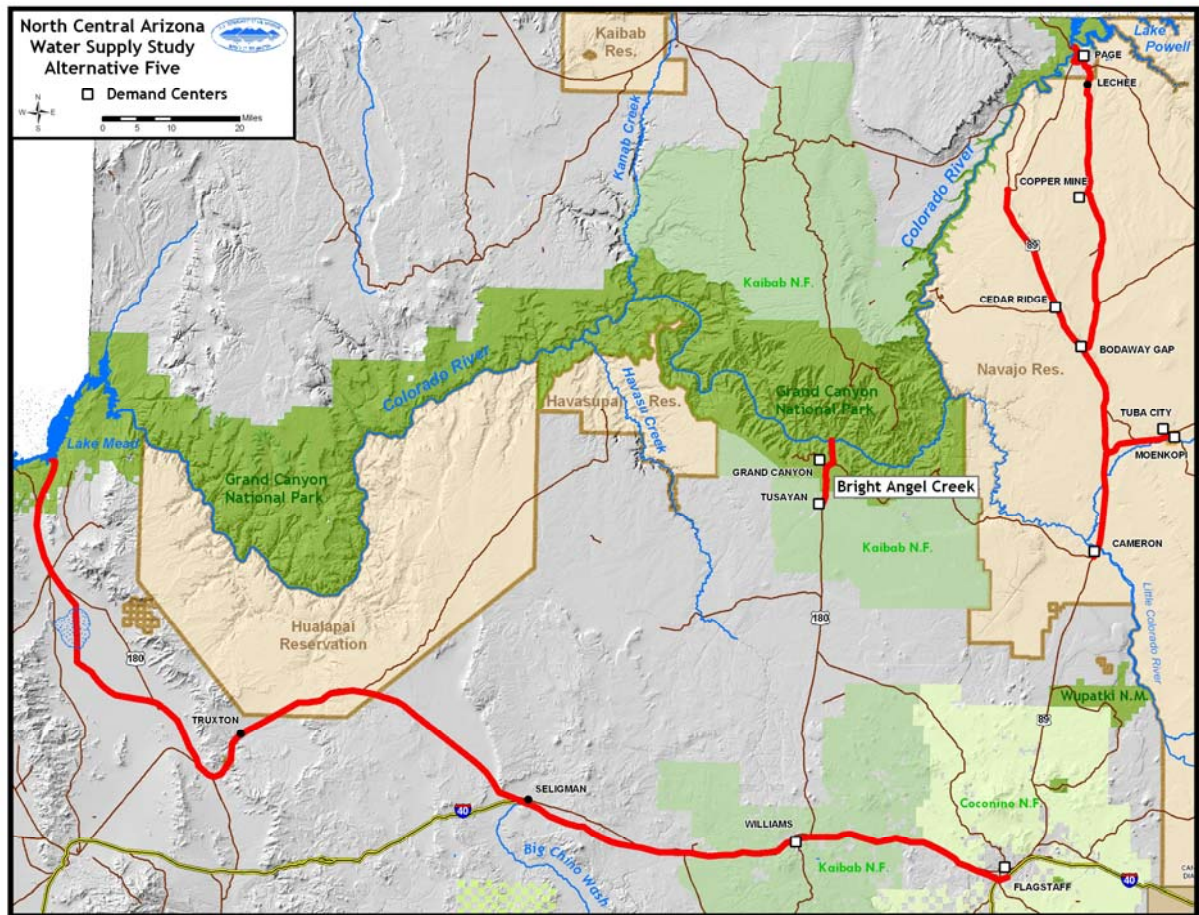 North Central Arizona
Water Supply Study
Alternative Five
Demand Centers
N
W E
S
0 5 10 20
Miles
Kaibab
Res.
Lake
Powell
PAGE
LECHEE
Kanab Creek
Colorado River
COPPER MINE
89
Kaibab N.F.
CEDAR RIDGE
BODAWAY GAP
Navajo Res.
Colorado River
Havasupai Res.
Havasu Creek
Grand Canyon
National Park
TUBA CITY
MOENKOPI
Lake Mead
Grand Canyon
National Park
GRAND CANYON
Bright Angel Creek
TUSAYAN
Kaibab N.F.
CAMERON
Little Colorado River
Hualapai
Reservation
180
180
Wupatki N.M.
89
TRUXTON
SELIGMAN
40
Coconino N.F.
WILLIAMS
Big Chino Wash
Kaibab N.F.
FLAGSTAFF
40